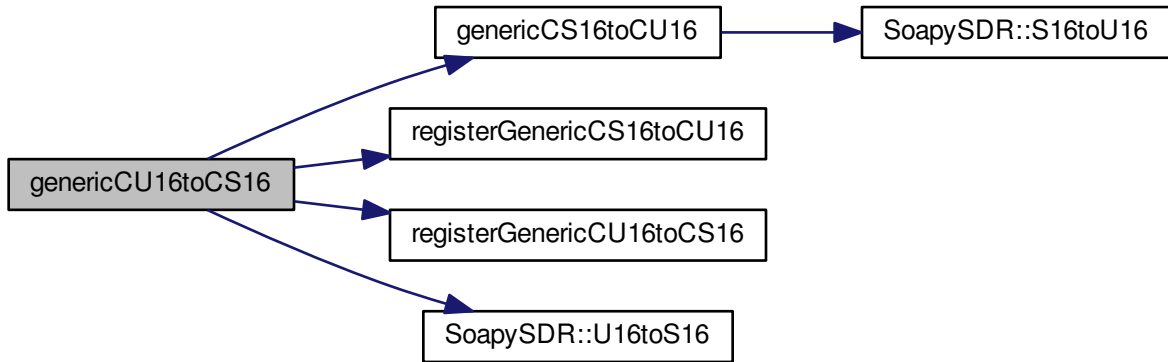 genericCS16toCU16
SoapySDR::S16toU16
registerGenericCS16toCU16
genericCU16toCS16
registerGenericCU16toCS16
SoapySDR::U16toS16